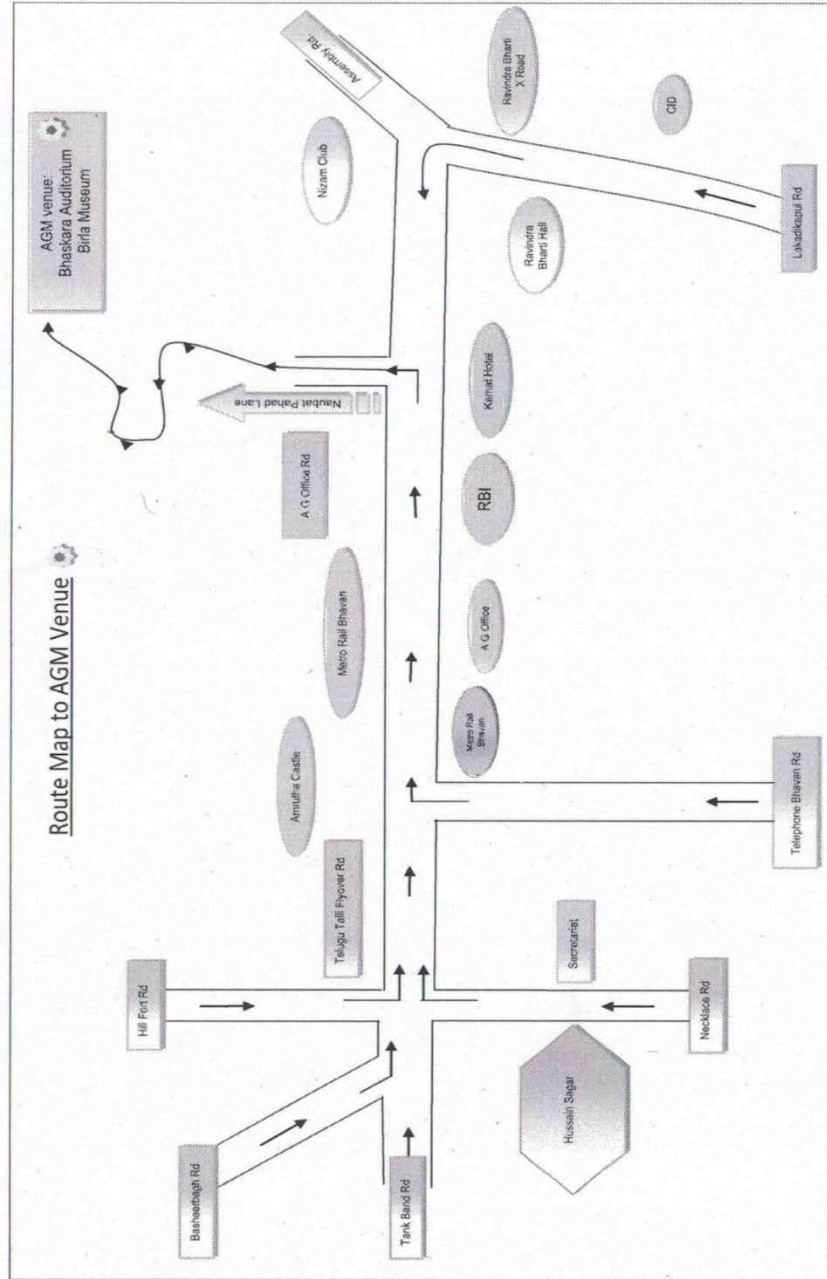 Route Map to AGM Venue
AGM venue:
Bhaskara Auditorium
Birla Museum
Basheerbagh Rd
Hill Fort Rd
Tank Band Rd
Telugu Talli Flyover Rd
Amrutha Castle
Metro Rail Bhavan
A G Office Rd
Naubat Pahad Lane
Nizam Club
Assembly Rd
Hussain Sagar
Secretariat
Necklace Rd
Telephone Bhavan Rd
Metro Rail
Bhavan
A G Office
RBI
Kamat Hotel
Ravindra
Bharti Hall
Ravindra Bharti
X Road
CID
Lakadikapul Rd